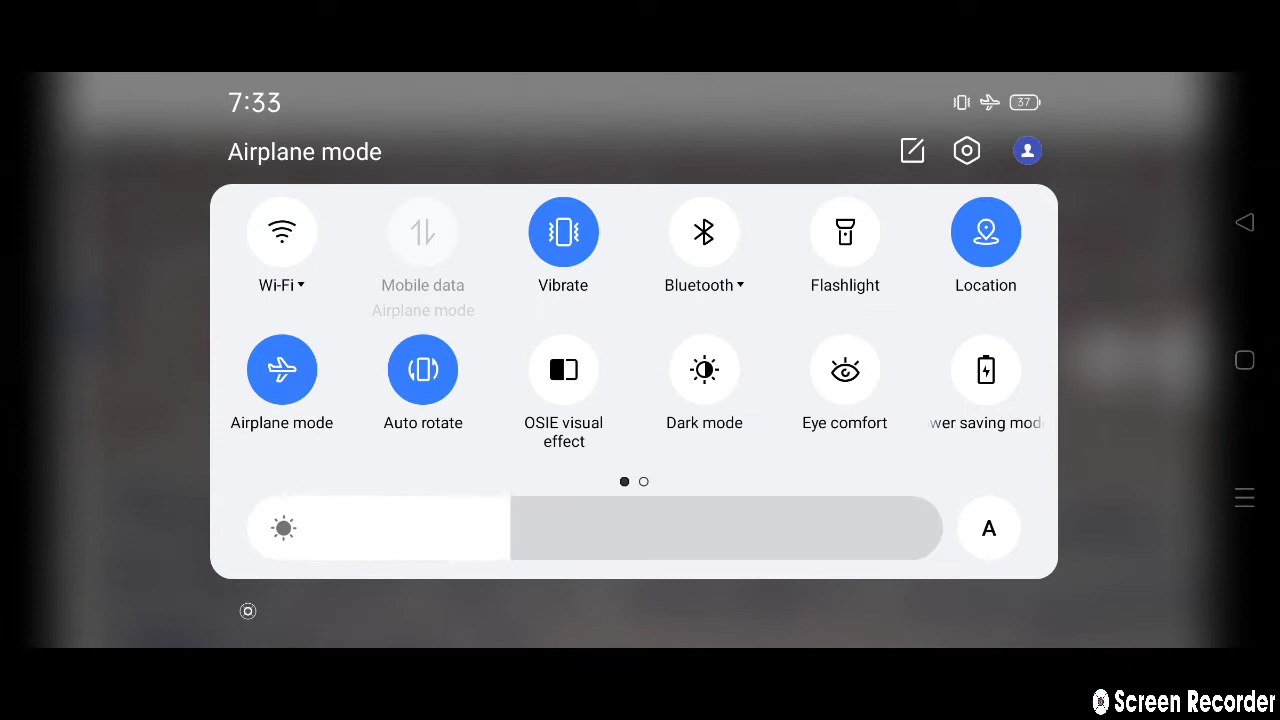 7:33
37
Airplane mode
Wi-Fi
Mobile data
Airplane mode
Vibrate
Bluetooth
Flashlight
Location
Airplane mode
Auto rotate
OSIE visual
effect
Dark mode
Eye comfort
wer saving mod
A
Screen Recorder